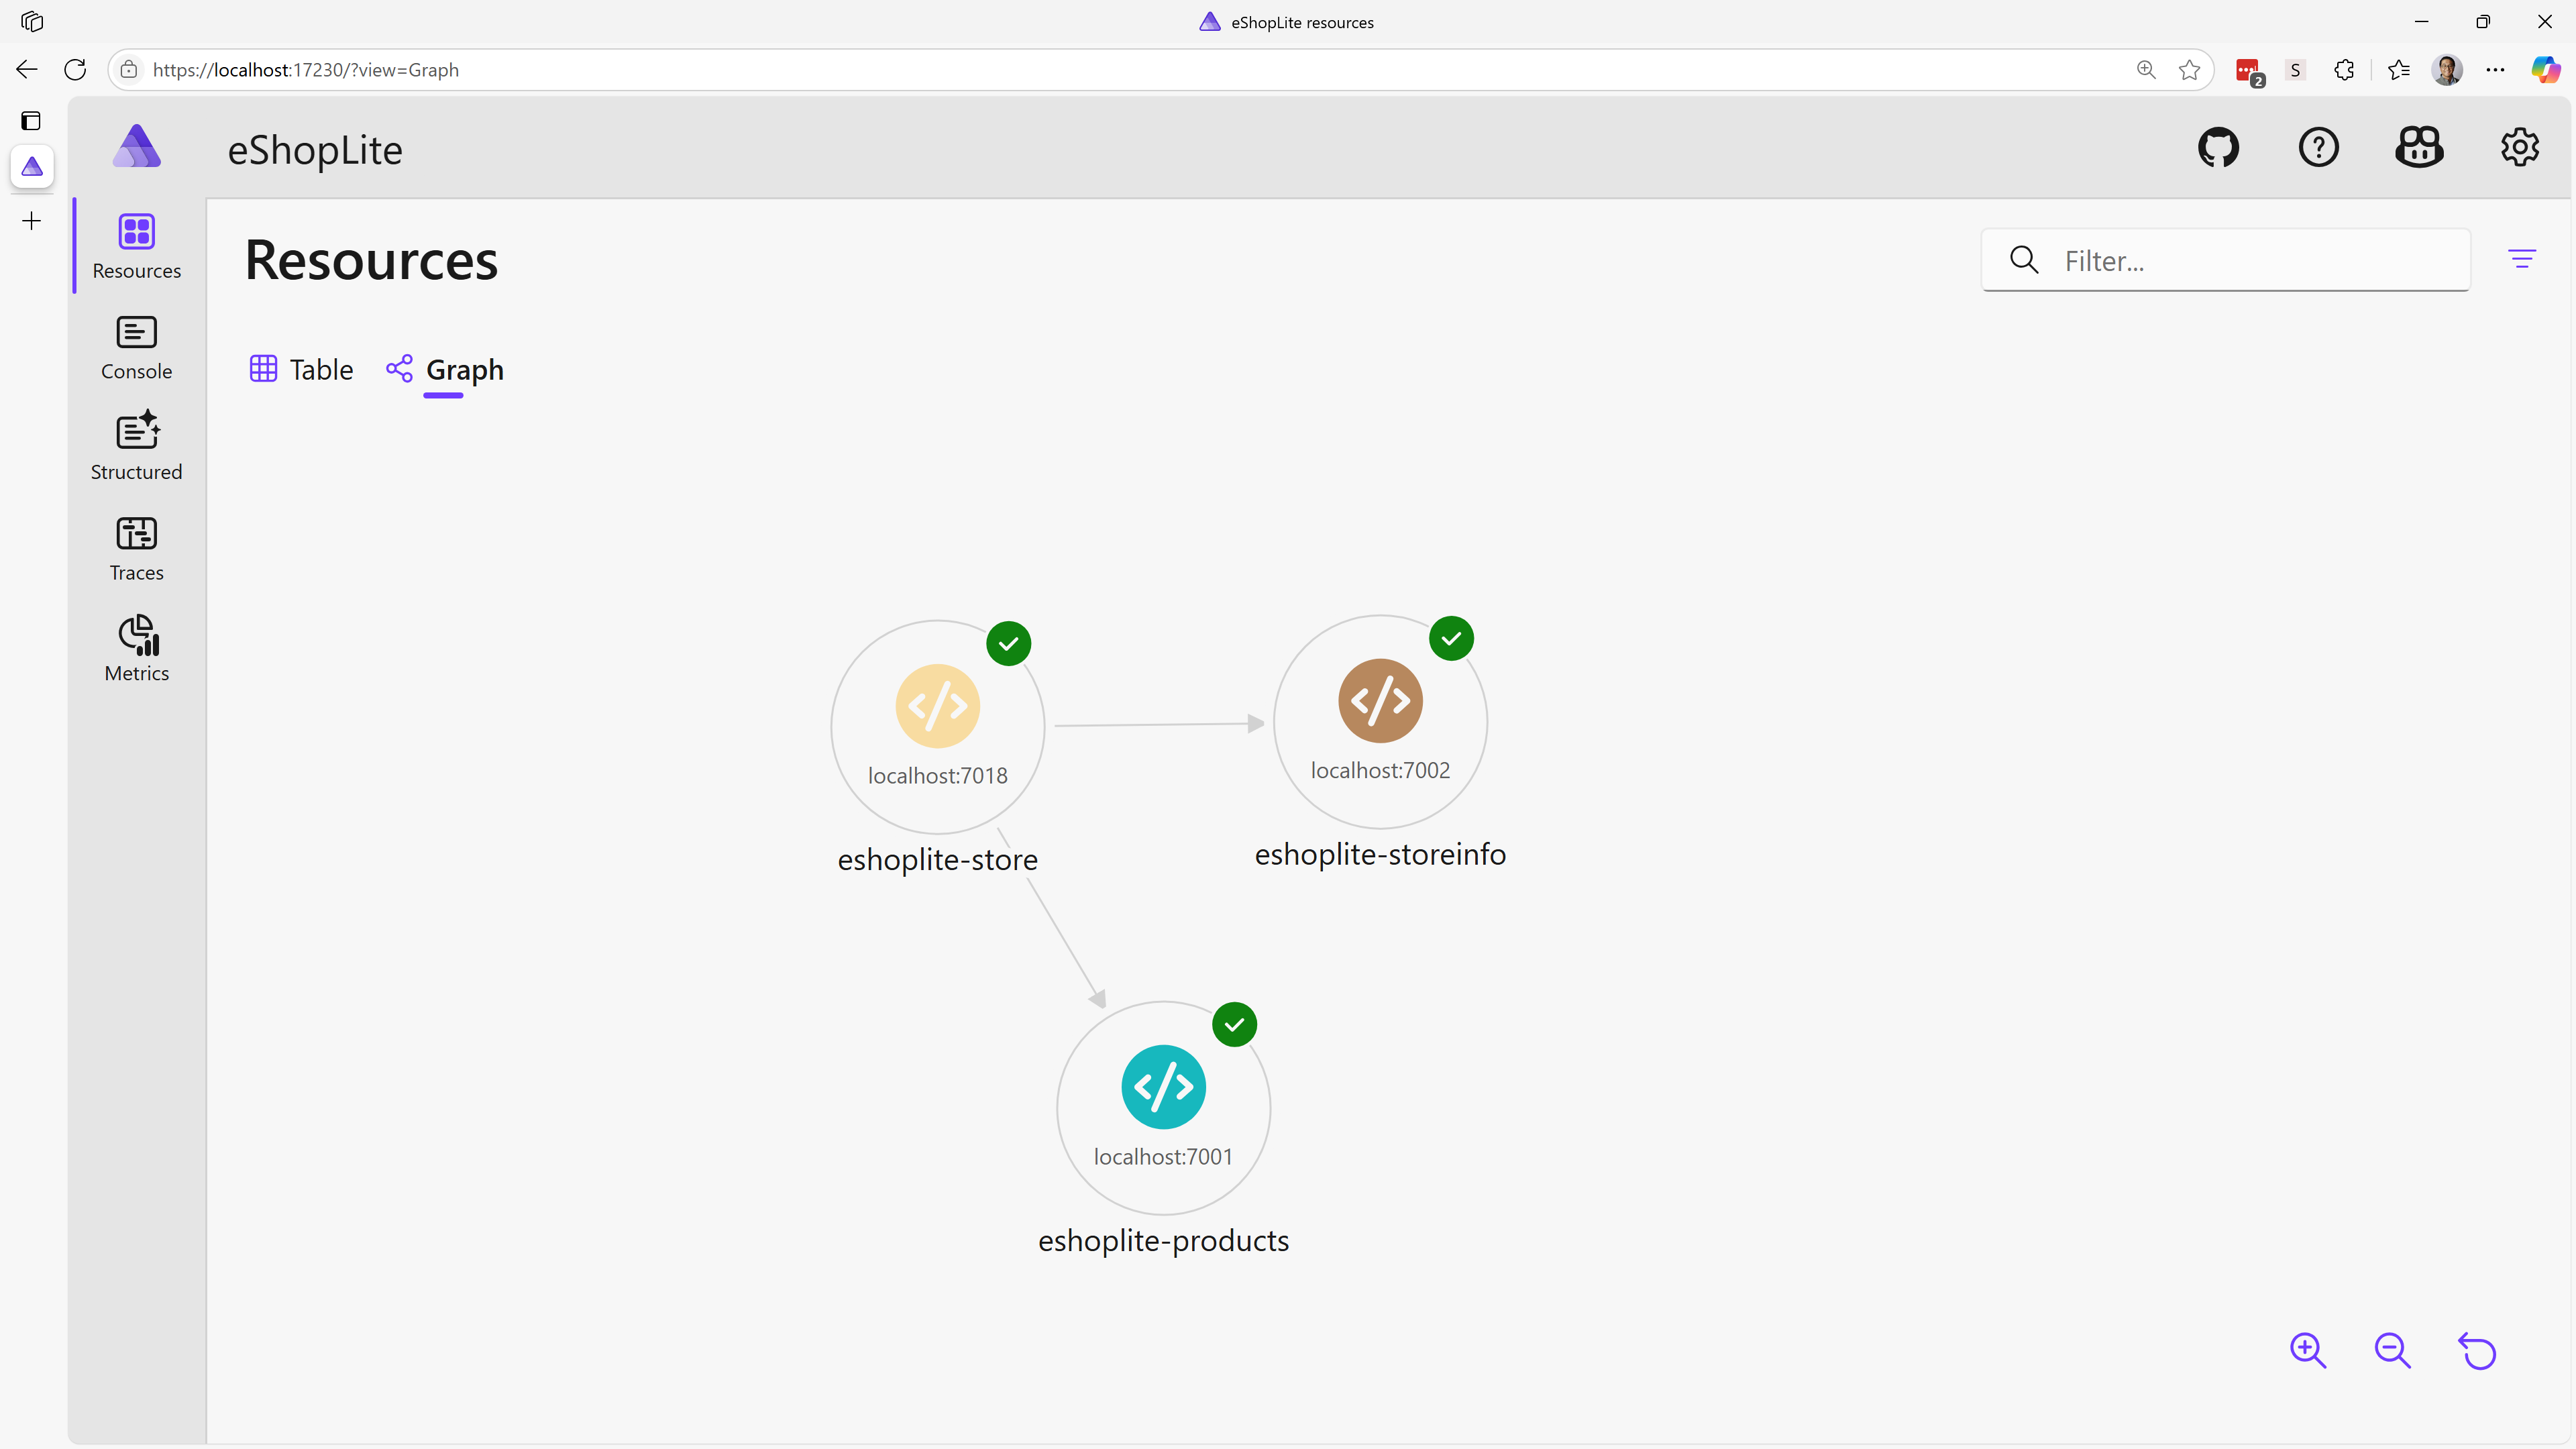 eShopLite resources
https://localhost:17230/?view=Graph
2
S
eShopLite
Resources
Console
Structured
Traces
Metrics
Resources
Filter...
Table
Graph
localhost:7018
eshoplite-store
localhost:7002
eshoplite-storeinfo
localhost:7001
eshoplite-products